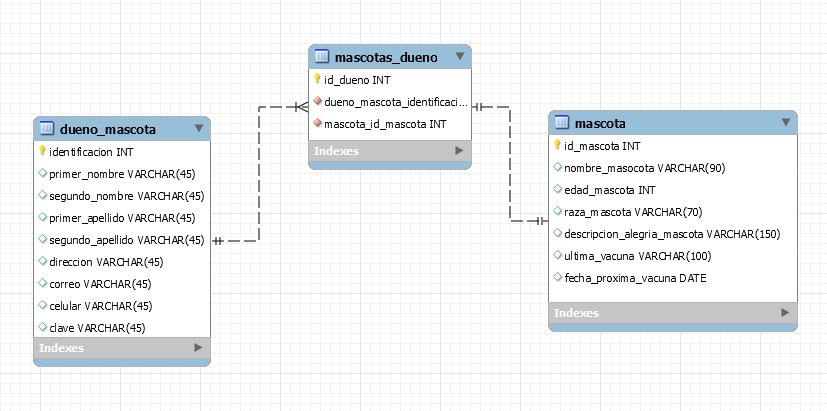 mascotas_dueno
id_dueno INT
dueno_mascota_identificaci...
mascota_id_mascota INT
Indexes
dueno_mascota
identificacion INT
primer_nombre VARCHAR(45)
segundo_nombre VARCHAR(45)
primer_apellido VARCHAR(45)
segundo_apellido VARCHAR(45)
direccion VARCHAR(45)
correo VARCHAR(45)
celular VARCHAR(45)
clave VARCHAR(45)
Indexes
mascota
id_mascota INT
nombre_masocota VARCHAR(90)
edad_mascota INT
raza_mascota VARCHAR(70)
descripcion_alegria_mascota VARCHAR(150)
ultima_vacuna VARCHAR(100)
fecha_proxima_vacuna DATE
Indexes